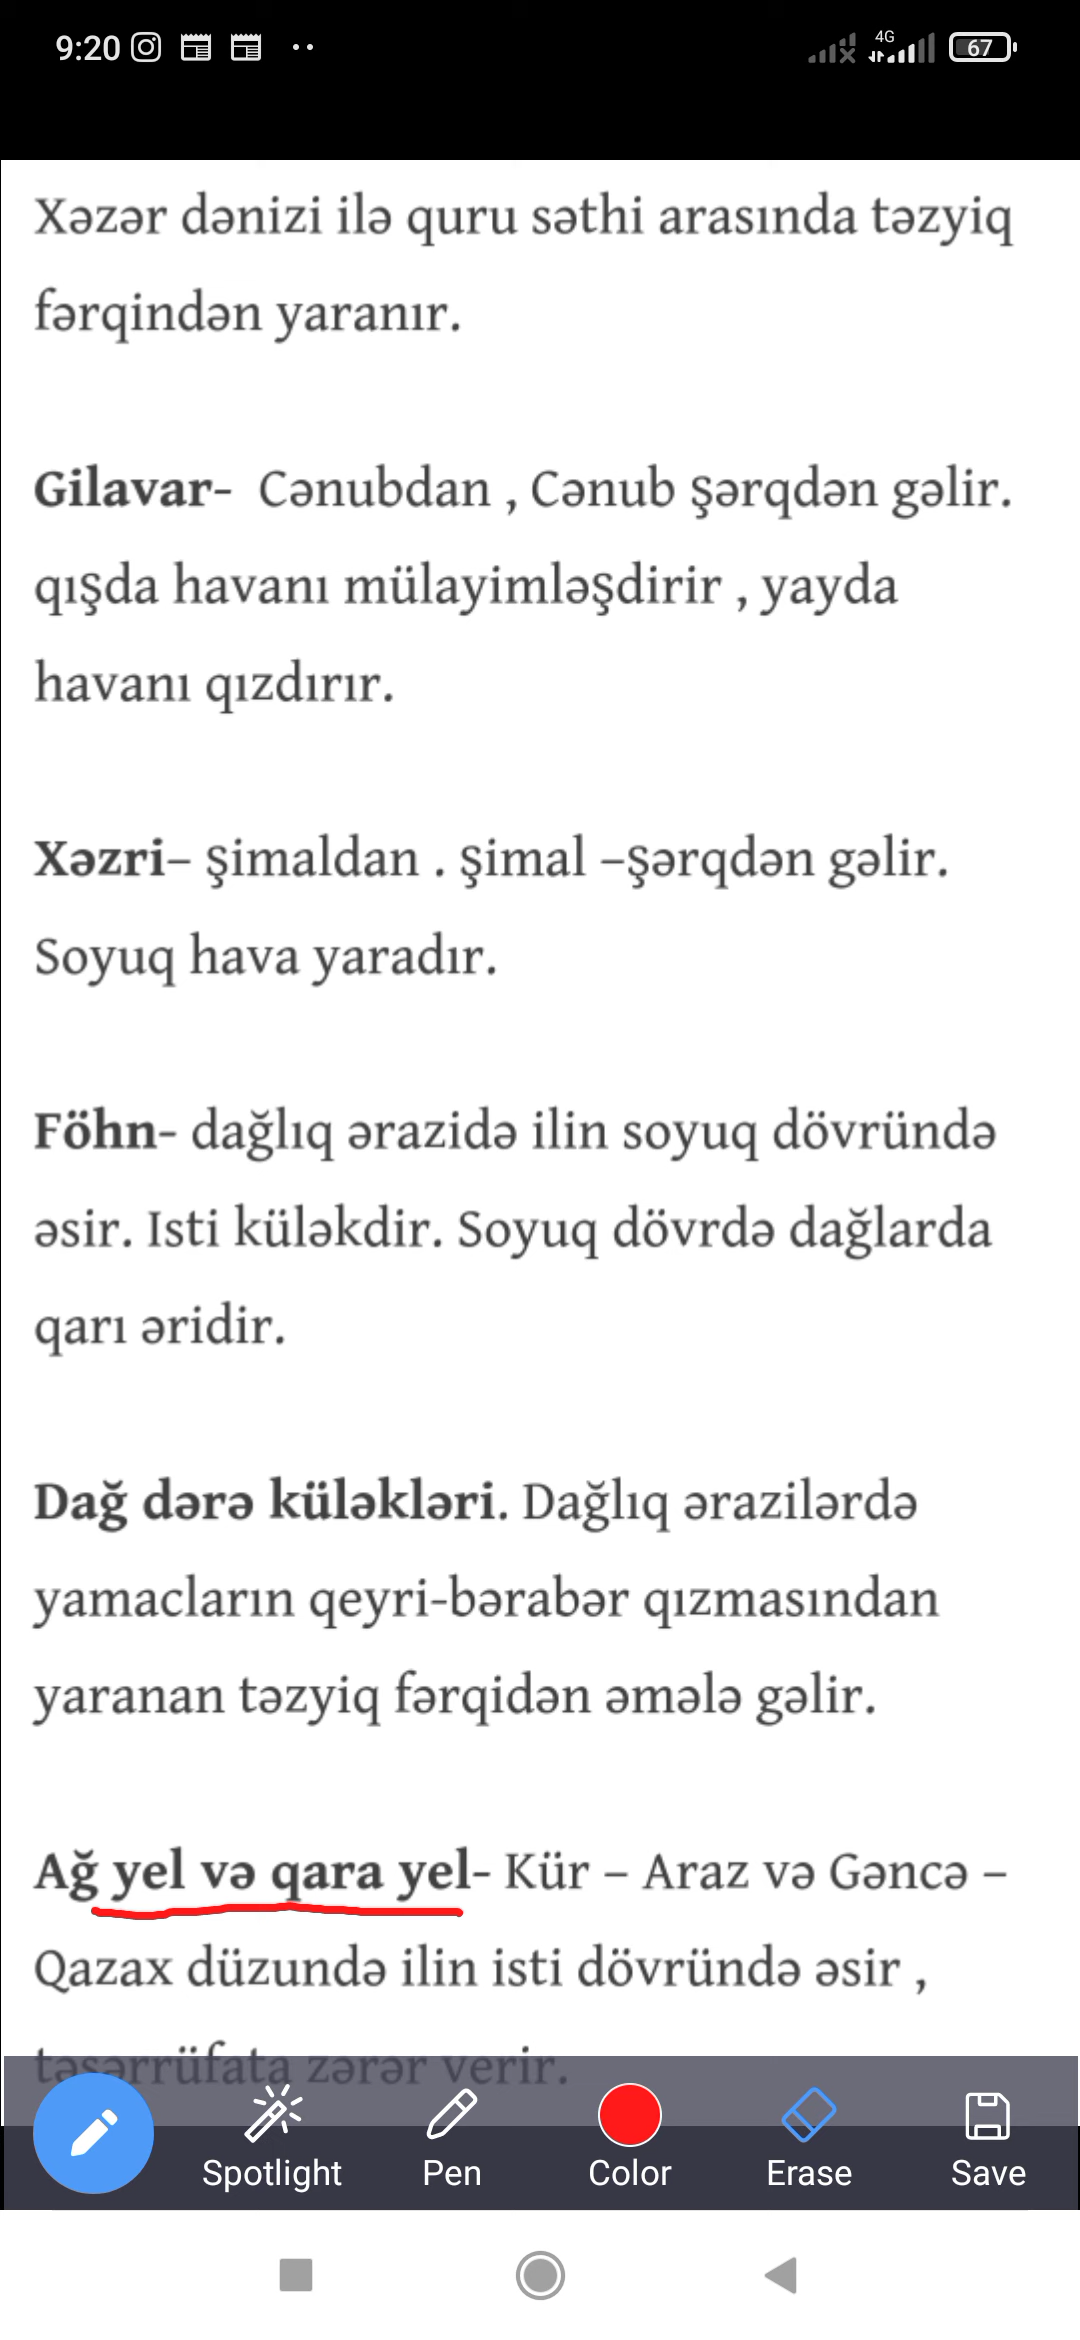 9:20
4G
67
Xəzər dənizi ilə quru səthi arasında təzyiq
fərqindən yaranır.
Gilavar- Cənubdan , Cənub şərqdən gəlir.
qışda havanı mülayimləşdirir , yayda
havanı qızdırır.
Xəzri– Şimaldan . Şimal –Şərqdən gəlir.
Soyuq hava yaradır.
Föhn- dağlıq ərazidə ilin soyuq dövründə
əsir. Isti küləkdir. Soyuq dövrdə dağlarda
qarı əridir.
Dağ dərə küləkləri. Dağlıq ərazilərdə
yamacların qeyri-bərabər qızmasından
yaranan təzyiq fərqidən əmələ gəlir.
Ağ yel və qara yel- Kür – Araz və Gəncə –
Qazax düzundə ilin isti dövründə əsir ,
təsərrüfata zərər verir.
Spotlight Pen Color Erase Save